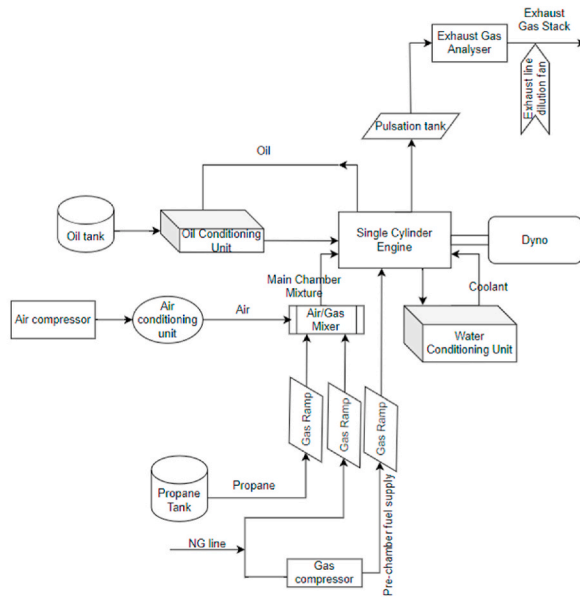 Exhaust
Gas Stack
Exhaust Gas
Analyser
Exhaust line
dilution fan
Pulsation tank
Oil
Oil tank
Oil Conditioning
Unit
Single Cylinder
Engine
Dyno
Main Chamber
Mixture
Coolant
Air compressor
Air
conditioning
unit
Air
Air/Gas
Mixer
Water
Conditioning Unit
Gas Ramp
Gas Ramp
Gas Ramp
Propane
Tank
Propane
Pre-chamber fuel supply
NG line
Gas
compressor